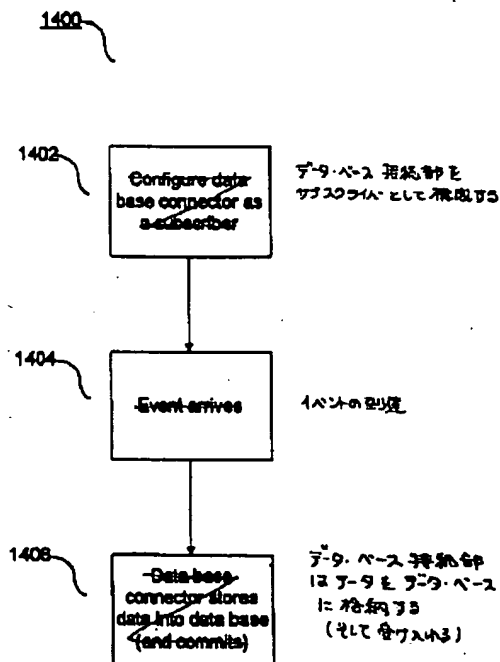 1400
1402
Configure data
base connector as
a subscriber
データ・ベース 接続部を
サブスクライバーとして構成する
1404
Event arrives
イベントの到達
1408
Data base
connector stores
data into data base
(and commits)
データ・ベース 接続部
はデータをデータ・ベース
に格納する
(そして受け入れる)